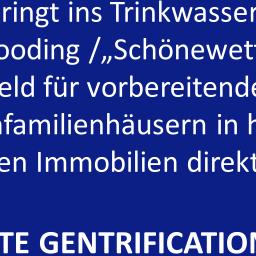 ringt ins Trinkwasser
ooding /„Schönewett
eld für vorbereitende
nfamilienhäusern in h
en Immobilien direkt
TE GENTRIFICATION